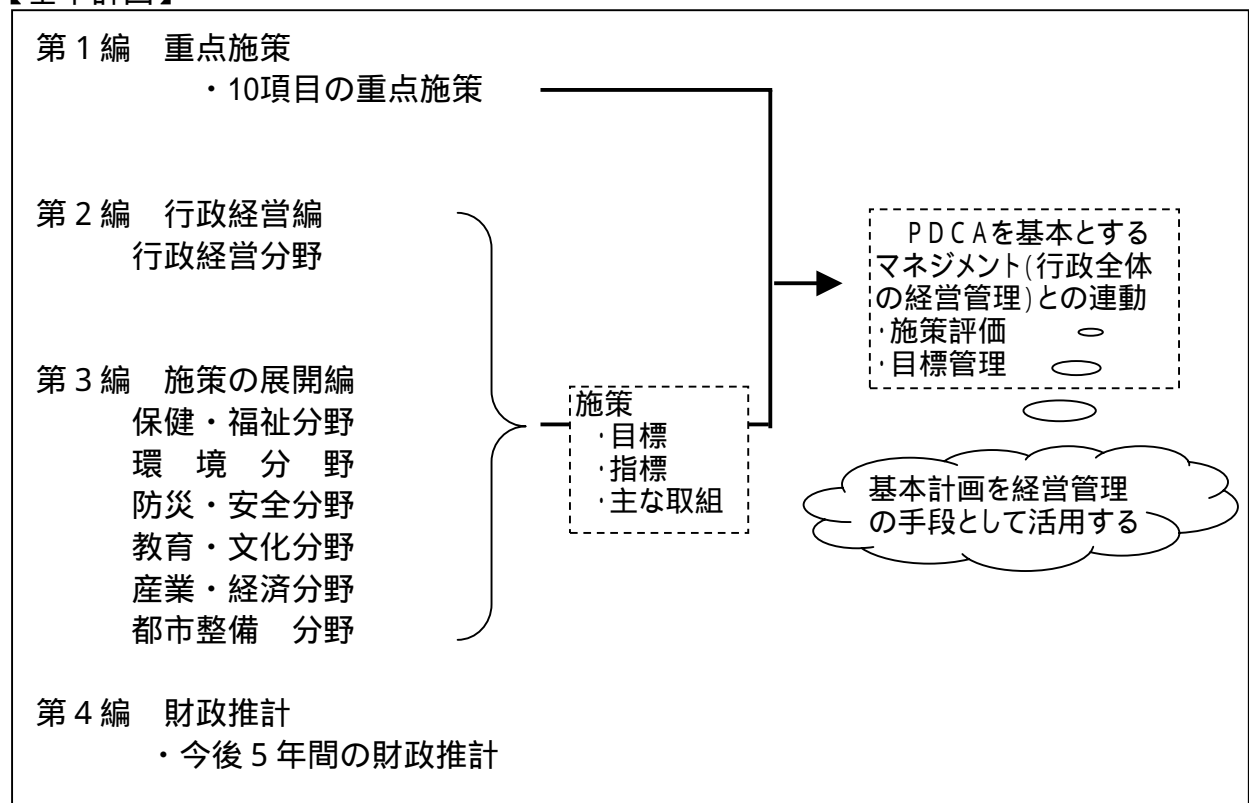 【基本計画】
第1編　重点施策
・10項目の重点施策
第2編　行政経営編
行政経営分野
第3編　施策の展開編
保健・福祉分野
環　境　分　野
防災・安全分野
教育・文化分野
産業・経済分野
都市整備　分野
第4編　財政推計
・今後5年間の財政推計
施策
・目標
・指標
・主な取組
PDCAを基本とする
マネジメント(行政全体
の経営管理)との連動
・施策評価
・目標管理
基本計画を経営管理
の手段として活用する